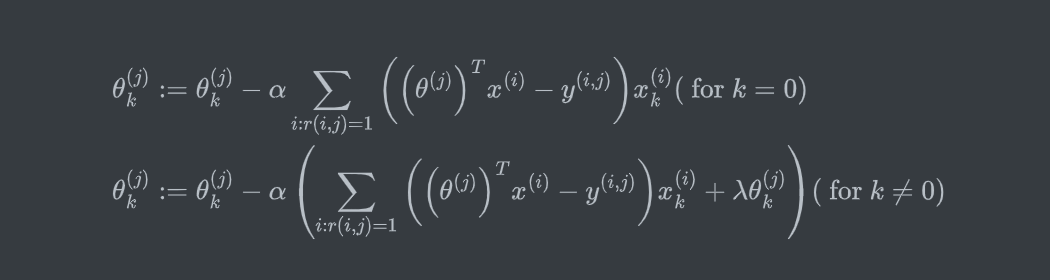 θ_k^{(j)} := θ_k^{(j)} − α ∑_{i:r(i,j)=1} ((θ^{(j)})^T x^{(i)} − y^{(i,j)}) x_k^{(i)} ( for k = 0)
θ_k^{(j)} := θ_k^{(j)} − α (∑_{i:r(i,j)=1} ((θ^{(j)})^T x^{(i)} − y^{(i,j)}) x_k^{(i)} + λθ_k^{(j)}) ( for k ≠ 0)